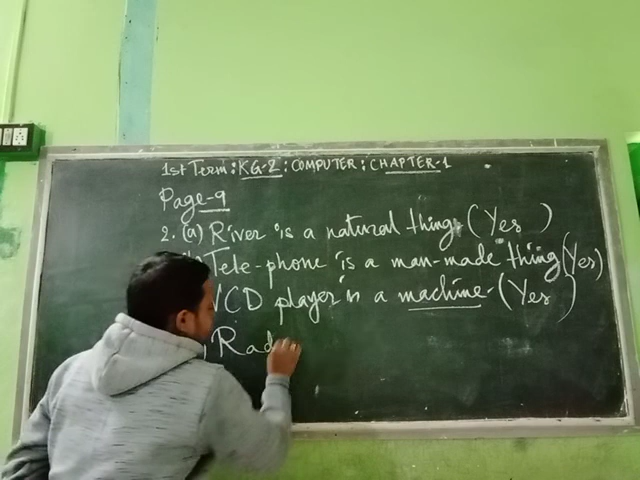 1st Term: KG-2: COMPUTER: CHAPTER-1
Page-9
2. (a) River is a natural thing. (Yes )
Tele-phone is a man-made thing (Yes)
VCD player is a machine. (Yes )
Rad